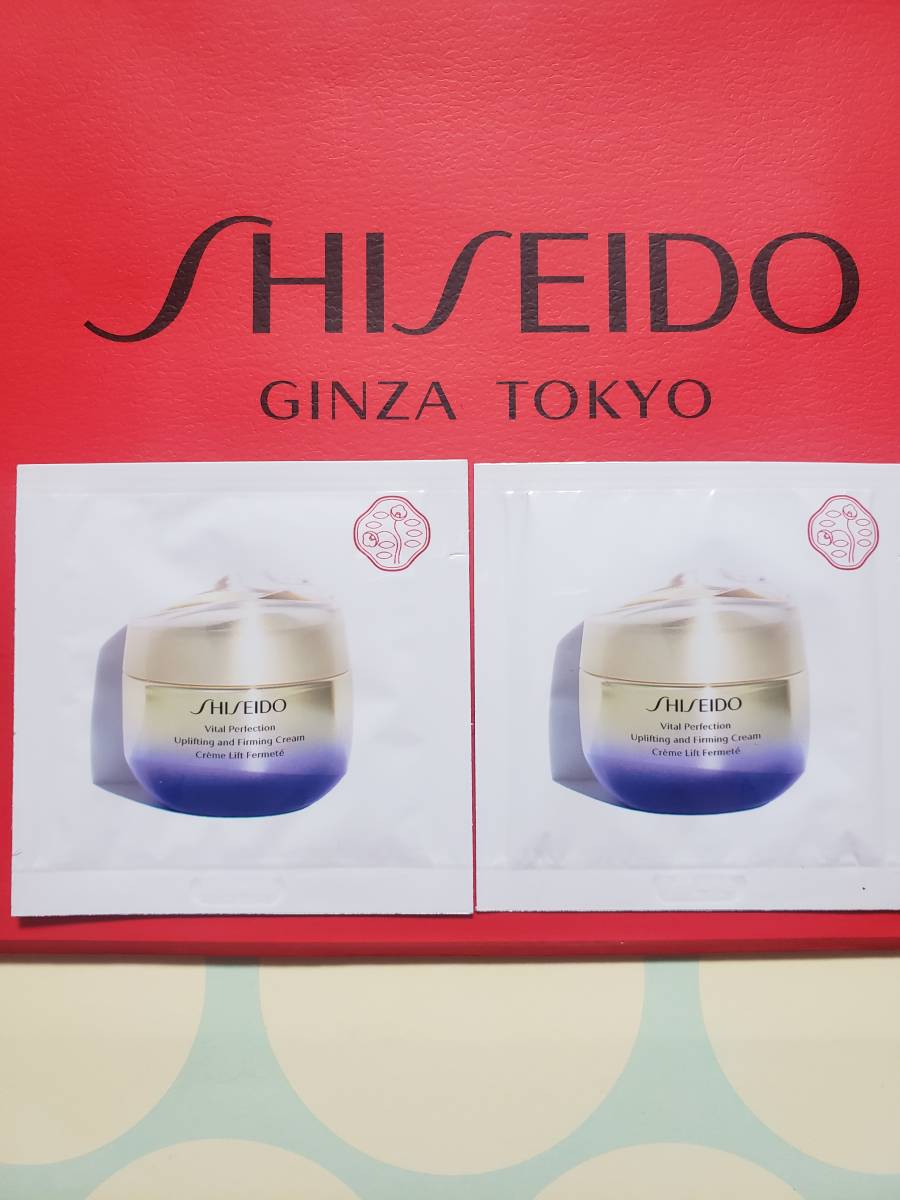 SHISEIDO
GINZA TOKYO
SHISEIDO
Vital Perfection
Uplifting and Firming Cream
Crème Lift Fermeté
SHISEIDO
Vital Perfection
Uplifting and Firming Cream
Crème Lift Fermeté